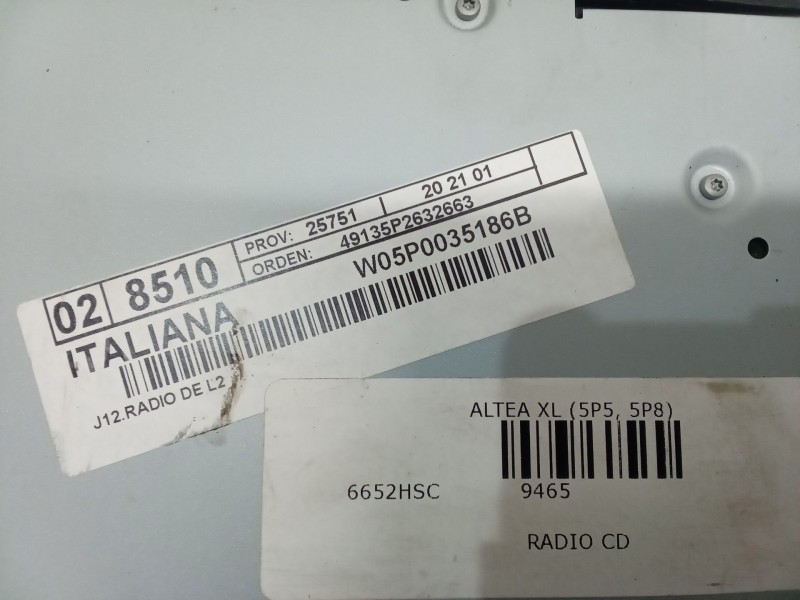 02 8510 PROV: 25751 20 21 01
ORDEN: 49135P2632663
ITALIANA W05P0035186B
J12.RADIO DE L2
ALTEA XL (5P5, 5P8)
6652HSC 9465
RADIO CD